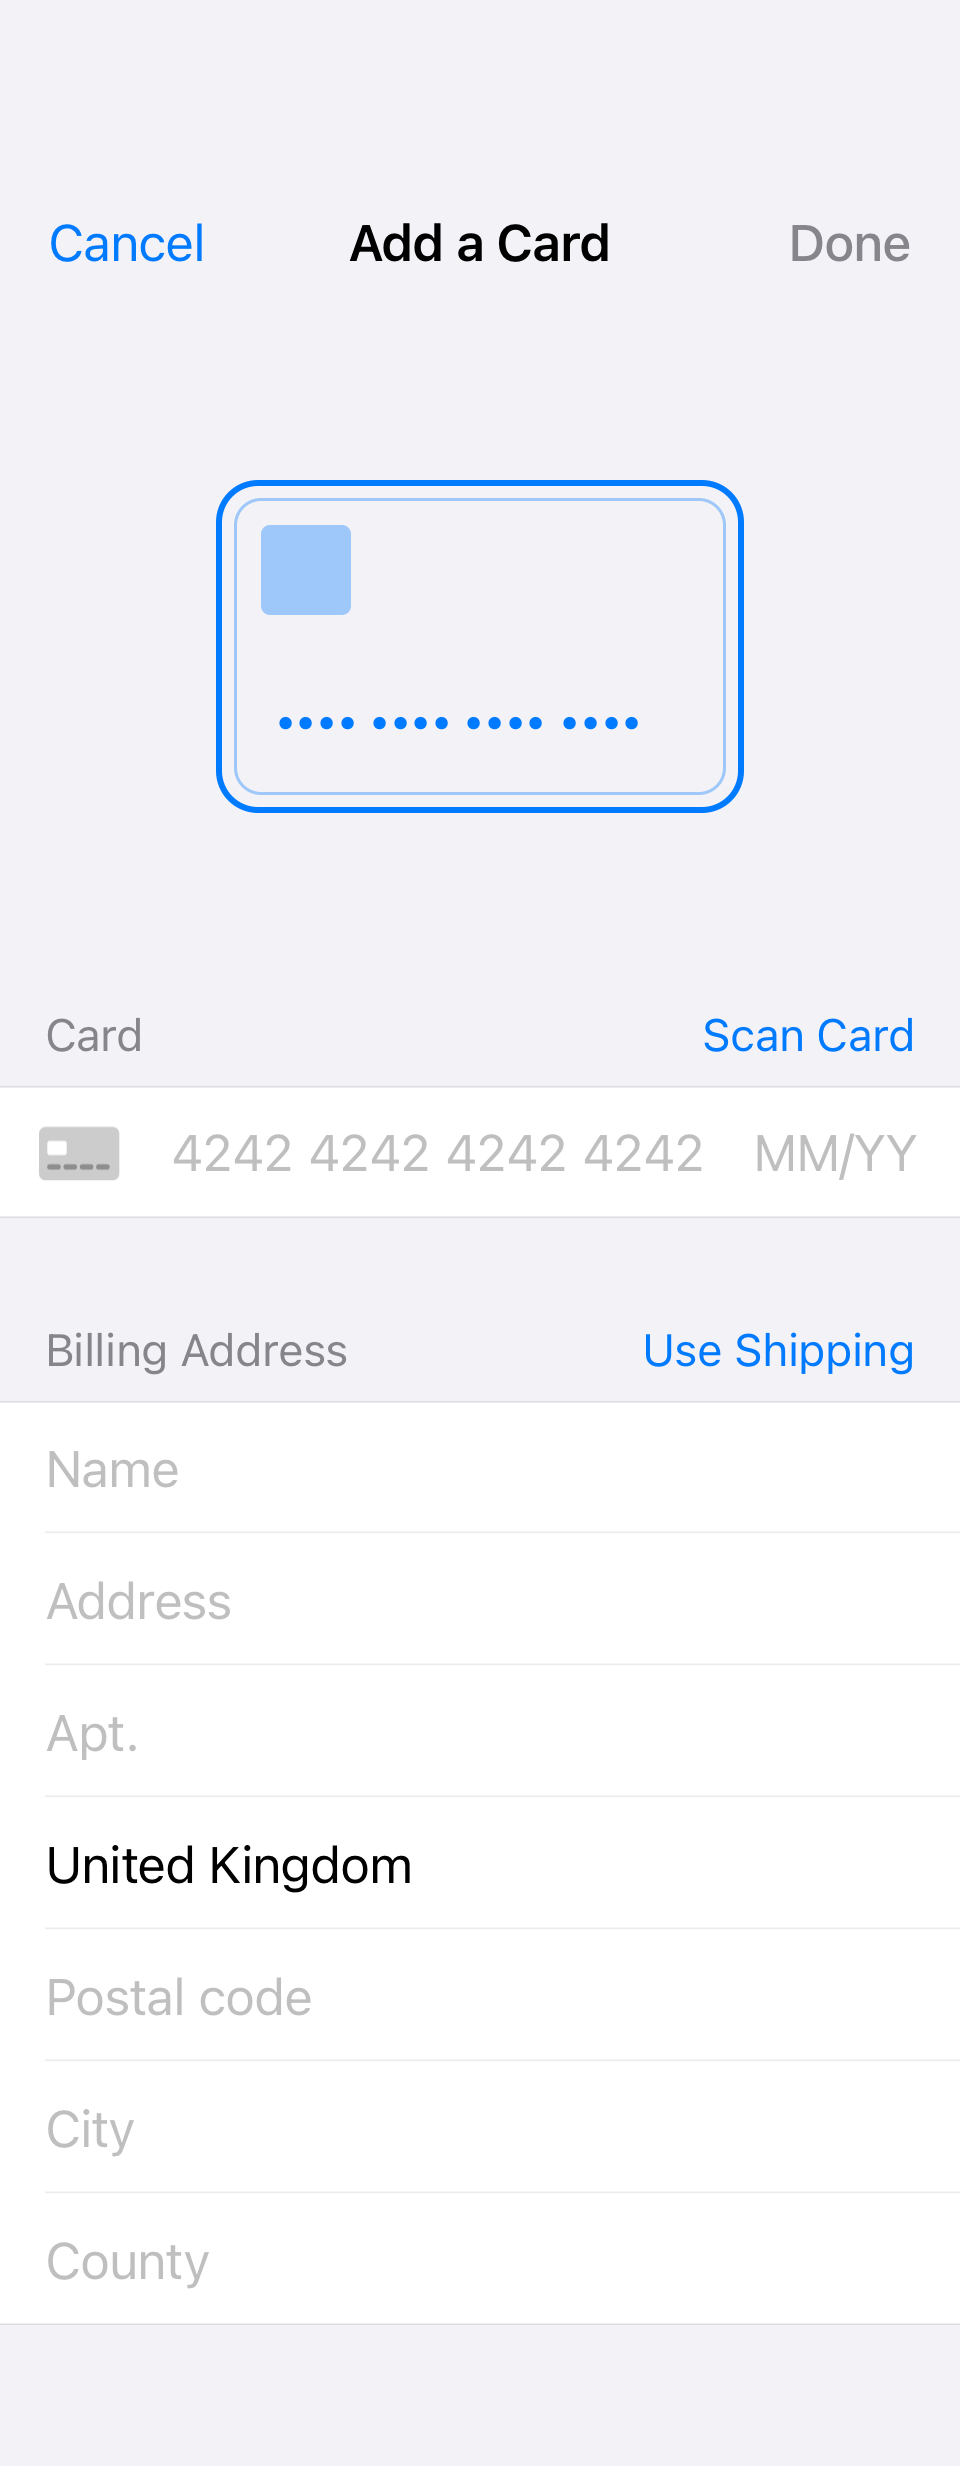 Cancel Add a Card Done
Card Scan Card
4242 4242 4242 4242 MM/YY
Billing Address Use Shipping
Name
Address
Apt.
United Kingdom
Postal code
City
County